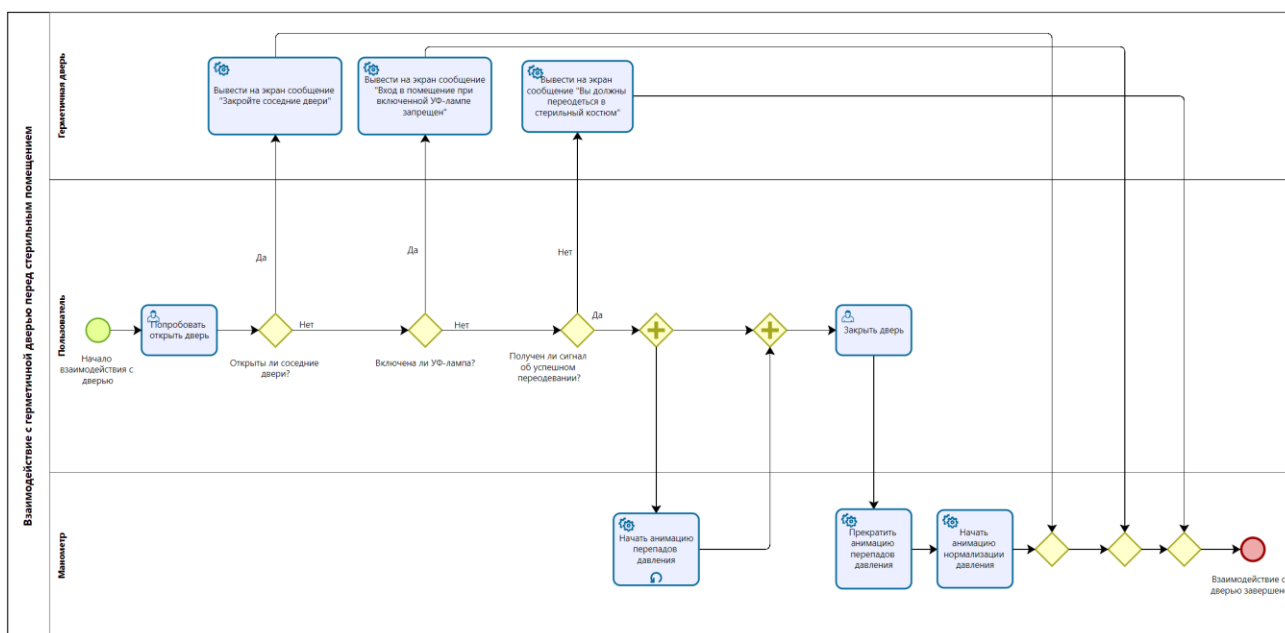 Взаимодействие с герметичной дверью перед стерильным помещением
Герметичная дверь
Вывести на экран сообщение
"Закройте соседние двери"
Вывести на экран сообщение
"Вход в помещение при
включенной УФ-лампе
запрещен"
Вывести на экран
сообщение "Вы должны
переодеться в
стерильный костюм"
Пользователь
Начало
взаимодействия с
дверью
Попробовать
открыть дверь
Да
Нет
Открыты ли соседние
двери?
Да
Нет
Включена ли УФ-лампа?
Нет
Да
Получен ли сигнал
об успешном
переодевании?
Закрыть дверь
Манометр
Начать анимацию
перепадов
давления
Прекратить
анимацию
перепадов
давления
Начать
анимацию
нормализации
давления
Взаимодействие с
дверью завершено